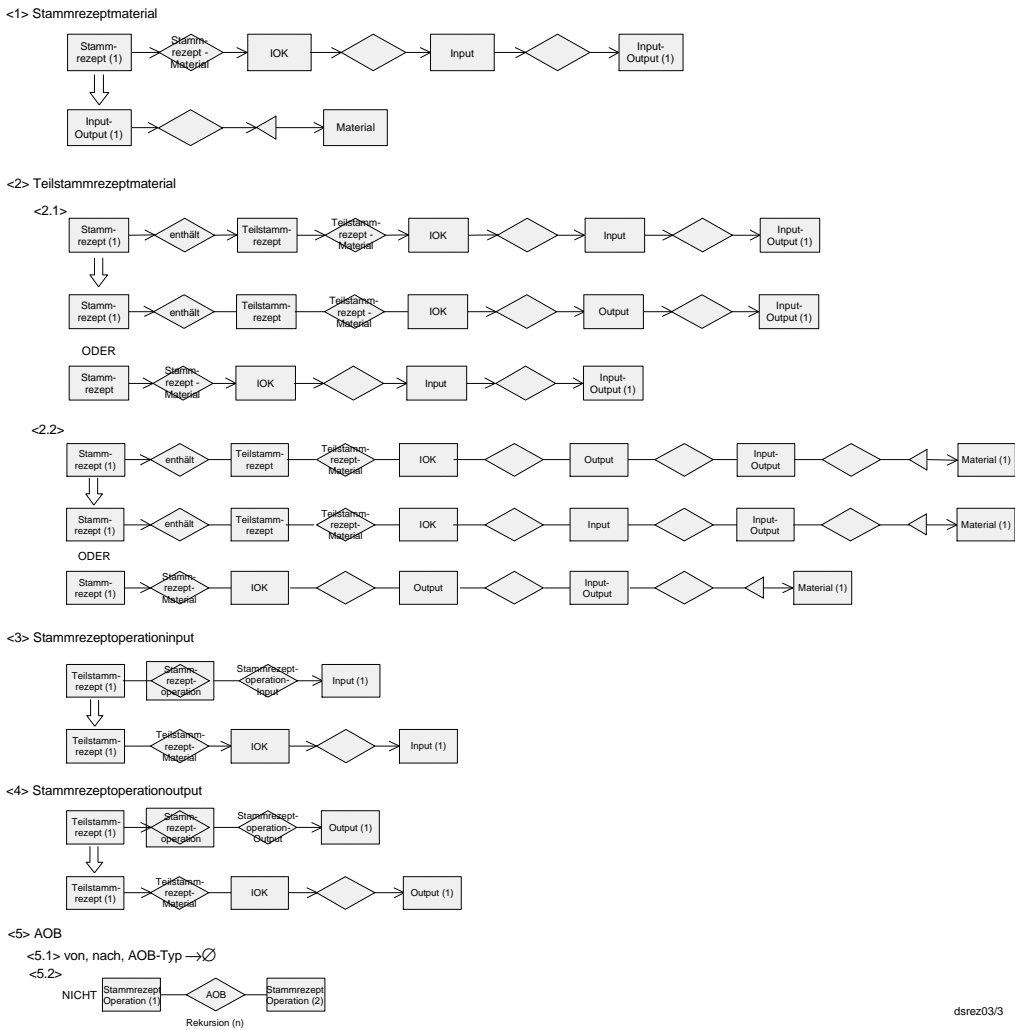 <1> Stammrezeptmaterial
Stamm-
rezept (1)
Stamm-
rezept -
Material
IOK
Input
Input-
Output (1)
Input-
Output (1)
Material
<2> Teilstammrezeptmaterial
<2.1>
Stamm-
rezept (1)
enthält
Teilstamm-
rezept
Teilstamm-
rezept -
Material
IOK
Input
Input-
Output (1)
Stamm-
rezept (1)
enthält
Teilstamm-
rezept
Teilstamm-
rezept -
Material
IOK
Output
Input-
Output (1)
ODER
Stamm-
rezept
Stamm-
rezept -
Material
IOK
Input
Input-
Output (1)
<2.2>
Stamm-
rezept (1)
enthält
Teilstamm-
rezept
Teilstamm-
rezept-
Material
IOK
Output
Input-
Output
Material (1)
Stamm-
rezept (1)
enthält
Teilstamm-
rezept
Teilstamm-
rezept-
Material
IOK
Input
Input-
Output
Material (1)
ODER
Stamm-
rezept (1)
Stamm-
rezept-
Material
IOK
Output
Input-
Output
Material (1)
<3> Stammrezeptoperationinput
Teilstamm-
rezept (1)
Stamm-
rezept-
operation
Stammrezept-
operation-
Input
Input (1)
Teilstamm-
rezept (1)
Teilstamm-
rezept-
Material
IOK
Input (1)
<4> Stammrezeptoperationoutput
Teilstamm-
rezept (1)
Stamm-
rezept-
operation
Stammrezept-
operation-
Output
Output (1)
Teilstamm-
rezept (1)
Teilstamm-
rezept-
Material
IOK
Output (1)
<5> AOB
<5.1> von, nach, AOB-Typ →∅
<5.2>
NICHT
Stammrezept
Operation (1)
AOB
Stammrezept
Operation (2)
Rekursion (n)
dsrez03/3